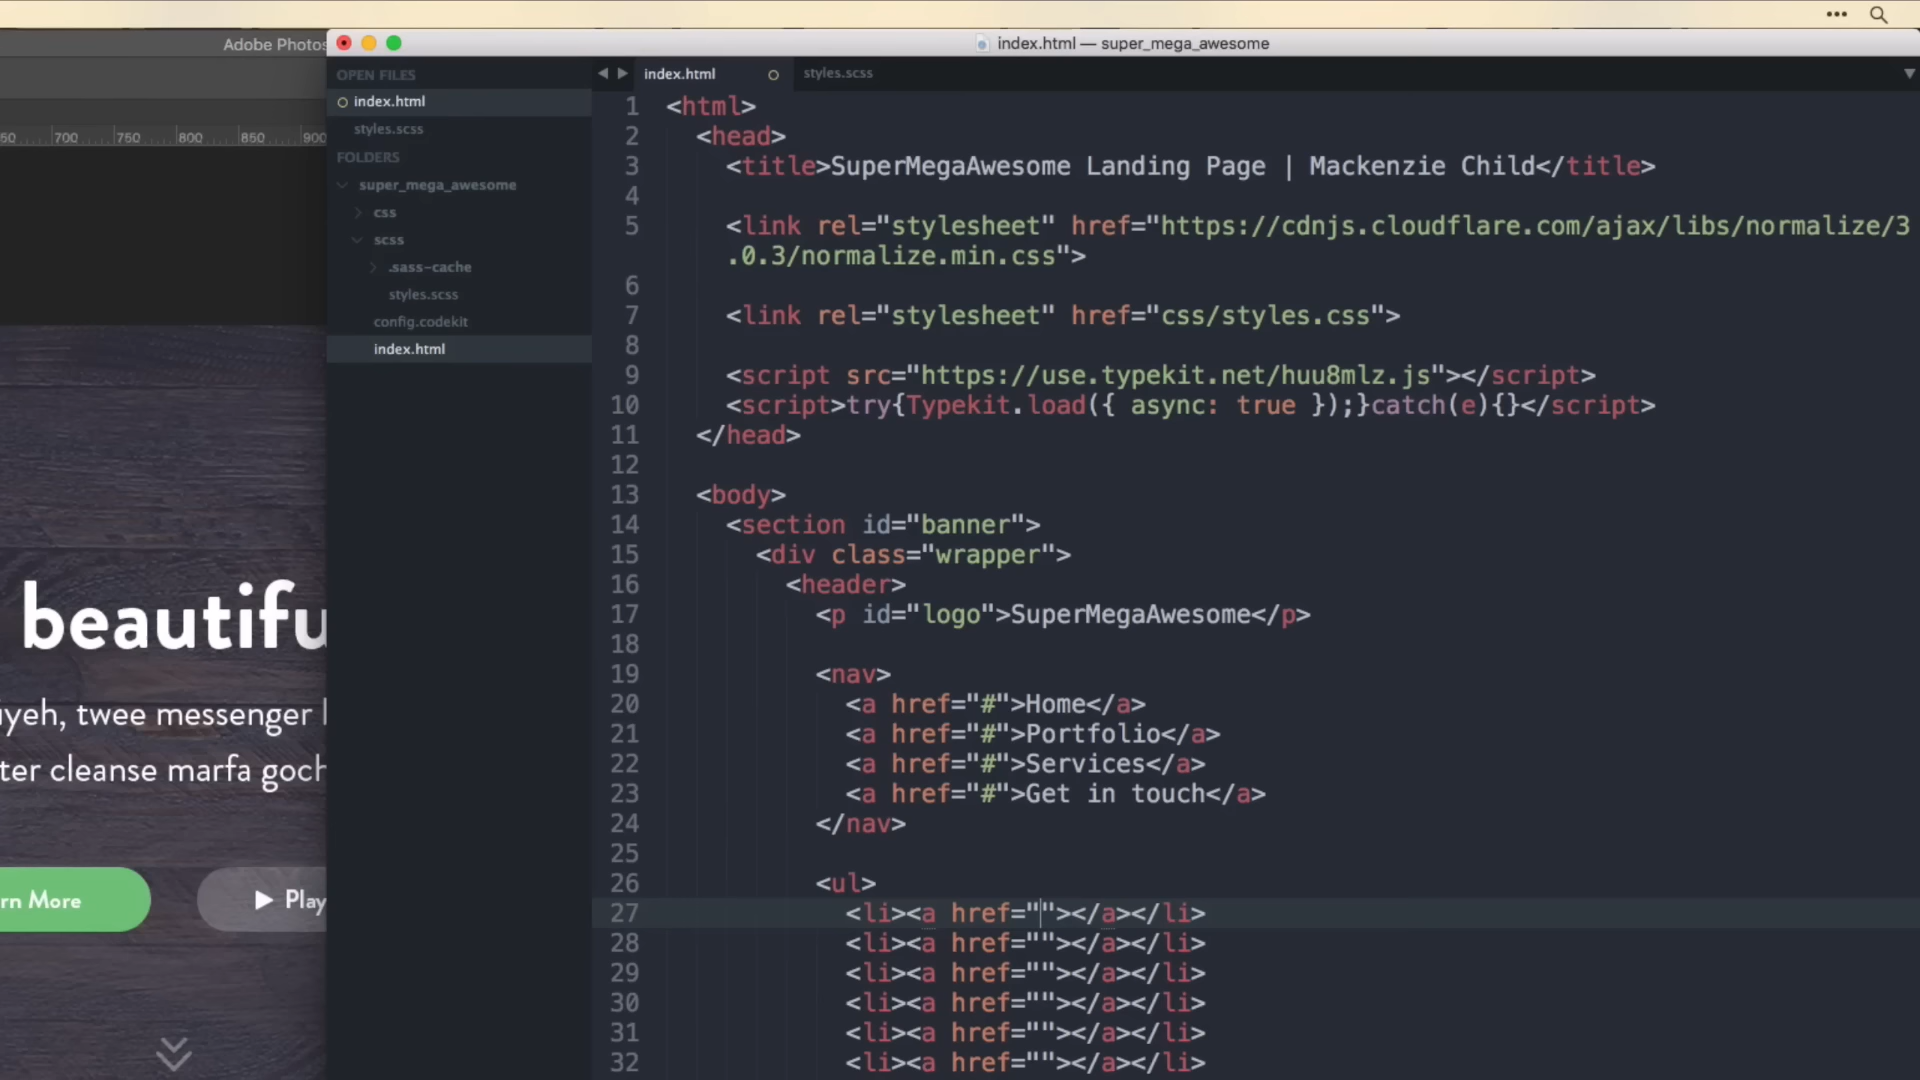 index.html — super_mega_awesome
Adobe Photos
OPEN FILES
index.html
styles.scss
FOLDERS
super_mega_awesome
css
scss
.sass-cache
styles.scss
config.codekit
index.html
index.html
styles.scss
50 700 750 800 850 900
1 <html>
2 <head>
3 <title>SuperMegaAwesome Landing Page | Mackenzie Child</title>
4
5 <link rel="stylesheet" href="https://cdnjs.cloudflare.com/ajax/libs/normalize/3
.0.3/normalize.min.css">
6
7 <link rel="stylesheet" href="css/styles.css">
8
9 <script src="https://use.typekit.net/huu8mlz.js"></script>
10 <script>try{Typekit.load({ async: true });}catch(e){}</script>
11 </head>
12
13 <body>
14 <section id="banner">
15 <div class="wrapper">
16 <header>
17 <p id="logo">SuperMegaAwesome</p>
18
19 <nav>
20 <a href="#">Home</a>
21 <a href="#">Portfolio</a>
22 <a href="#">Services</a>
23 <a href="#">Get in touch</a>
24 </nav>
25
26 <ul>
27 <li><a href=""></a></li>
28 <li><a href=""></a></li>
29 <li><a href=""></a></li>
30 <li><a href=""></a></li>
31 <li><a href=""></a></li>
32 <li><a href=""></a></li>
beautifu
iyeh, twee messenger
ter cleanse marfa goch
rn More
Play